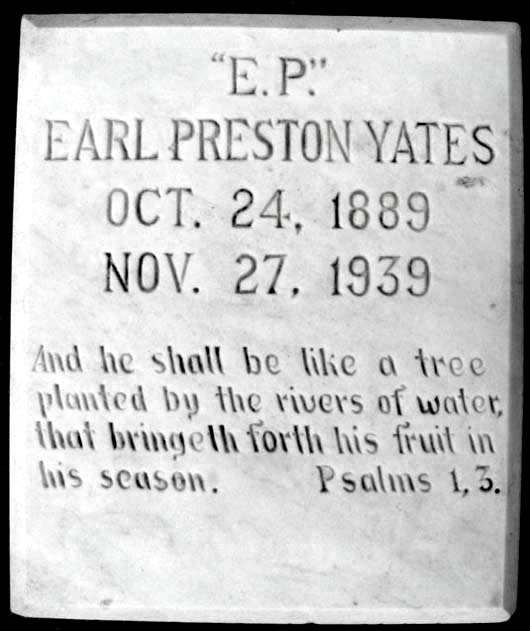 "E.P."
EARL PRESTON YATES
OCT. 24, 1889
NOV. 27, 1939
And he shall be like a tree
planted by the rivers of water,
that bringeth forth his fruit in
his season. Psalms 1, 3.